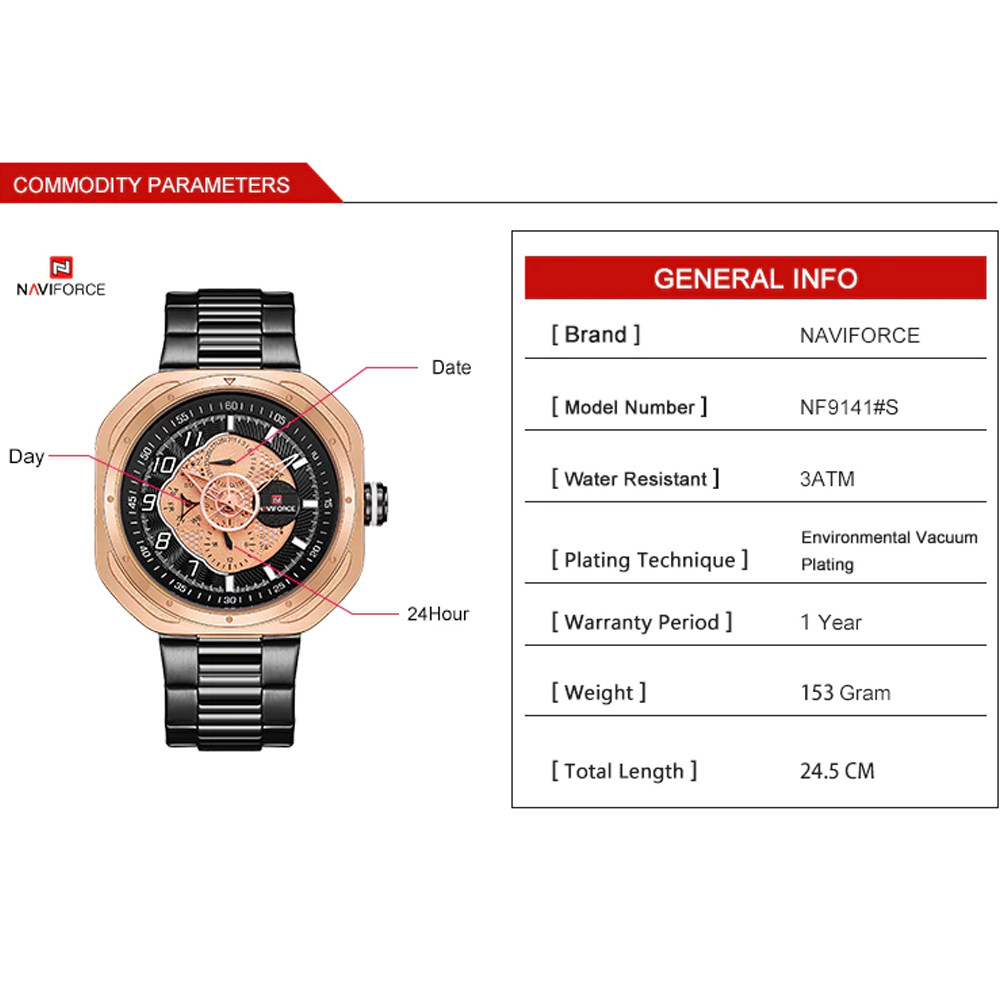 COMMODITY PARAMETERS
NAVIFORCE
Date
Day
24Hour
60
05
10
15
20
25
30
35
40
45
50
55
11
10
9
8
7
NAVIFORCE
GENERAL INFO
[ Brand ] NAVIFORCE
[ Model Number ] NF9141#S
[ Water Resistant ] 3ATM
[ Plating Technique ] Environmental Vacuum
Plating
[ Warranty Period ] 1 Year
[ Weight ] 153 Gram
[ Total Length ] 24.5 CM